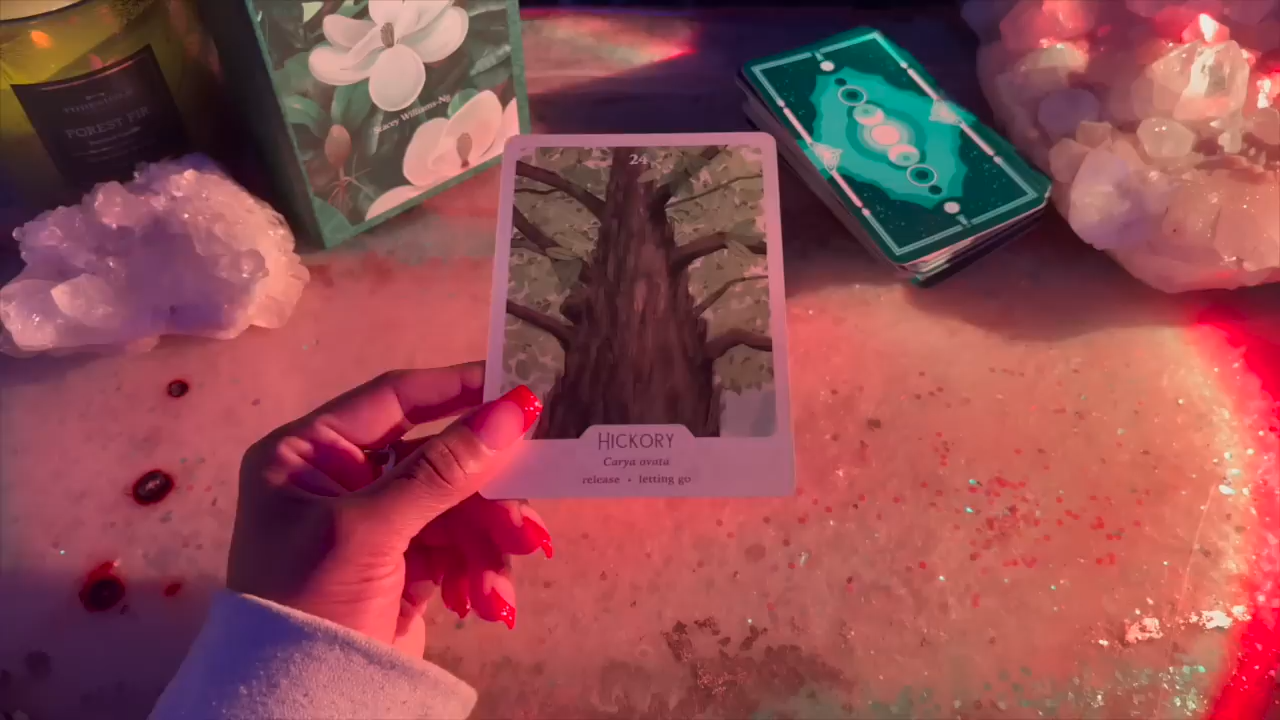 FOREST FIR
Stacey Williams-Ng
24
HICKORY
Carya ovata
release • letting go